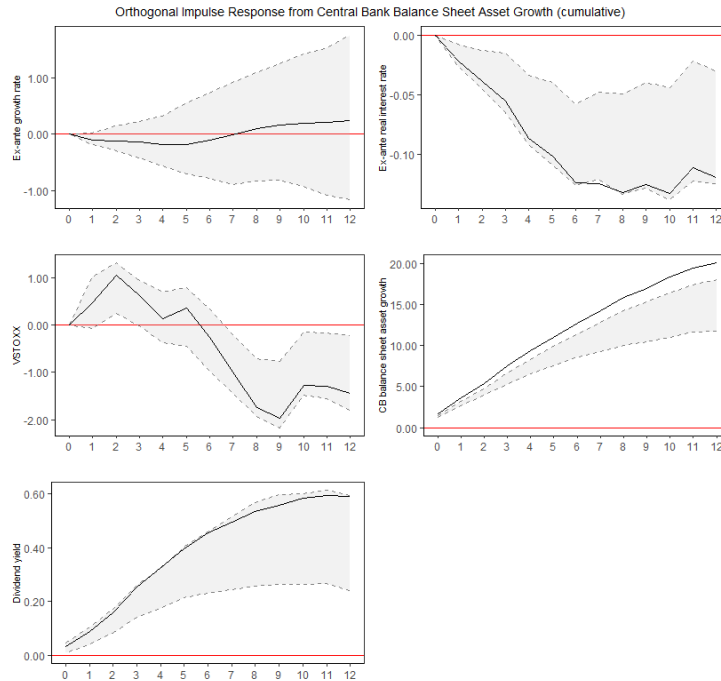 Orthogonal Impulse Response from Central Bank Balance Sheet Asset Growth (cumulative)
Ex-ante growth rate
1.00
0.00
-1.00
0 1 2 3 4 5 6 7 8 9 10 11 12
Ex-ante real interest rate
0.00
-0.05
-0.10
0 1 2 3 4 5 6 7 8 9 10 11 12
VSTOXX
1.00
0.00
-1.00
-2.00
0 1 2 3 4 5 6 7 8 9 10 11 12
CB balance sheet asset growth
20.00
15.00
10.00
5.00
0.00
0 1 2 3 4 5 6 7 8 9 10 11 12
Dividend yield
0.60
0.40
0.20
0.00
0 1 2 3 4 5 6 7 8 9 10 11 12